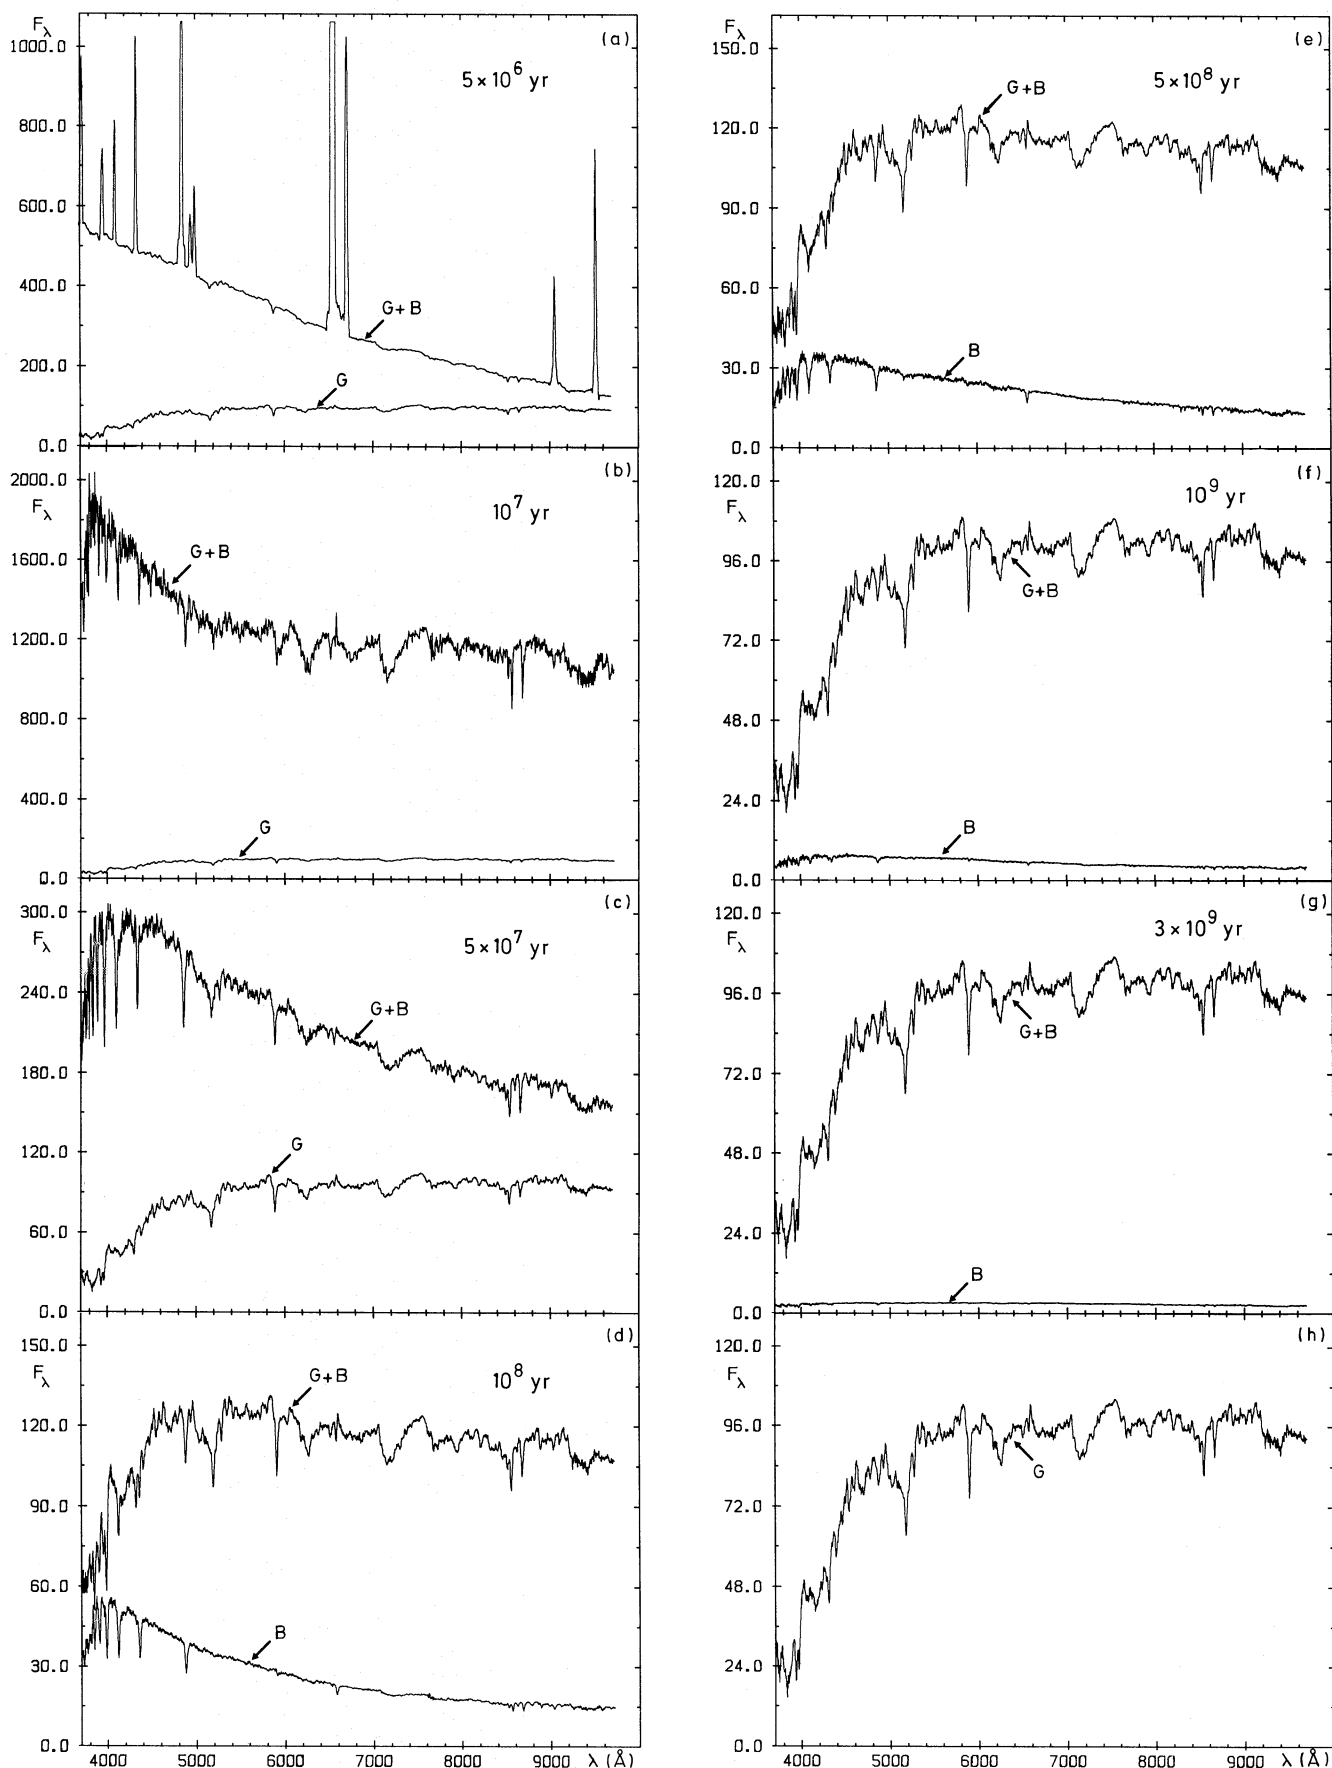 Fλ
1000.0
800.0
600.0
400.0
200.0
0.0
(a)
5×10⁶ yr
G+B
G
2000.0
Fλ
1600.0
1200.0
800.0
400.0
0.0
(b)
10⁷ yr
G+B
G
300.0
Fλ
240.0
180.0
120.0
60.0
0.0
(c)
5×10⁷ yr
G+B
G
150.0
Fλ
120.0
90.0
60.0
30.0
0.0
(d)
10⁸ yr
G+B
B
4000 5000 6000 7000 8000 9000 λ (Å)
Fλ
150.0
120.0
90.0
60.0
30.0
0.0
(e)
5×10⁸ yr
G+B
B
120.0
Fλ
96.0
72.0
48.0
24.0
0.0
(f)
10⁹ yr
G+B
B
120.0
Fλ
96.0
72.0
48.0
24.0
0.0
(g)
3×10⁹ yr
G+B
B
120.0
Fλ
96.0
72.0
48.0
24.0
0.0
(h)
G
4000 5000 6000 7000 8000 9000 λ (Å)